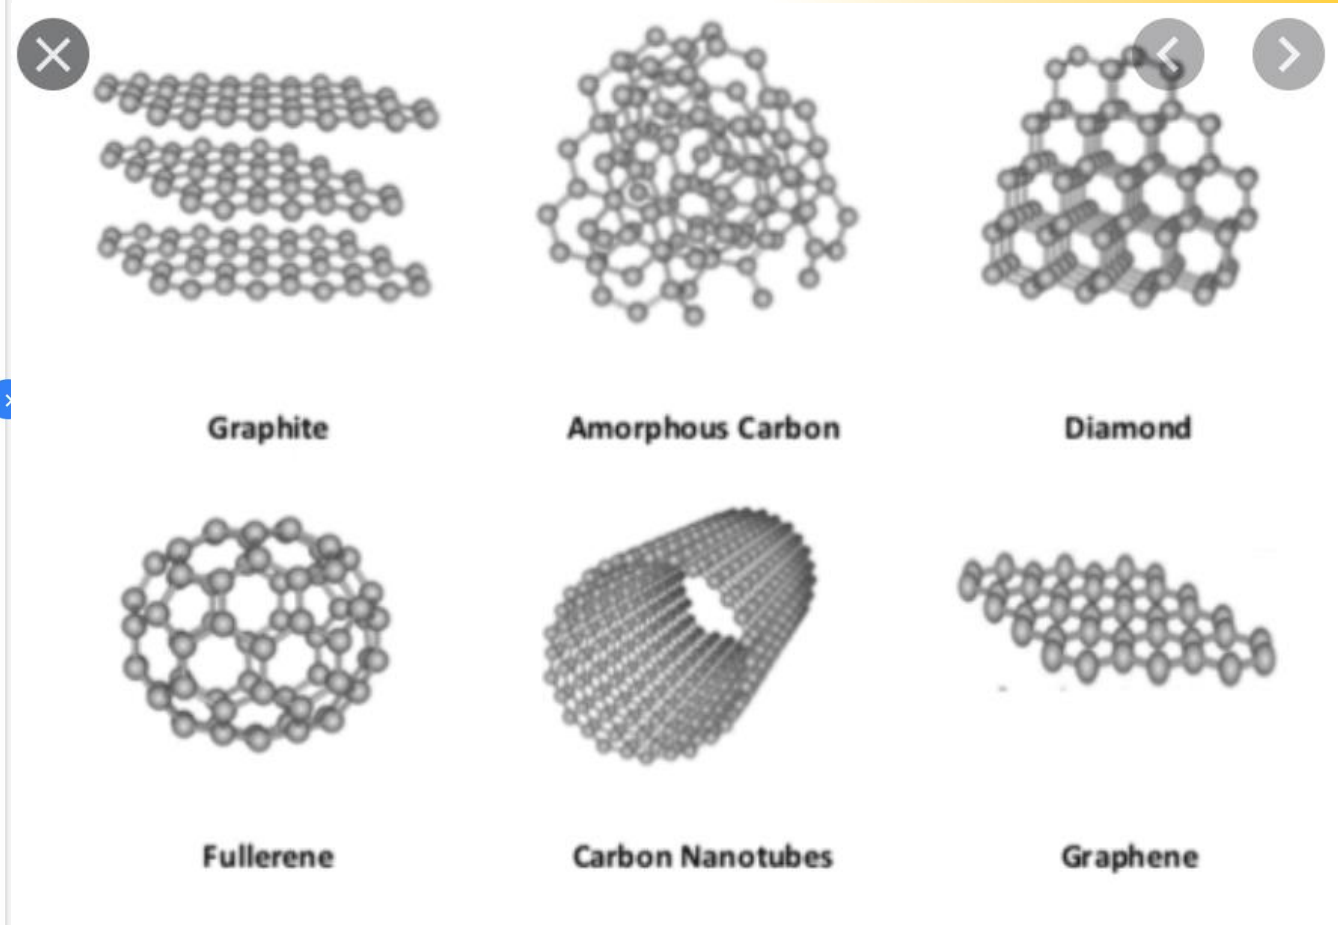 Graphite
Amorphous Carbon
Diamond
Fullerene
Carbon Nanotubes
Graphene